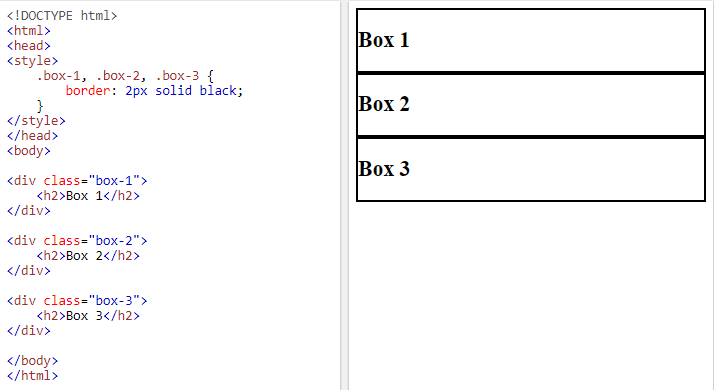 <!DOCTYPE html>
<html>
<head>
<style>
    .box-1, .box-2, .box-3 {
        border: 2px solid black;
    }
</style>
</head>
<body>

<div class="box-1">
    <h2>Box 1</h2>
</div>

<div class="box-2">
    <h2>Box 2</h2>
</div>

<div class="box-3">
    <h2>Box 3</h2>
</div>

</body>
</html>
Box 1
Box 2
Box 3